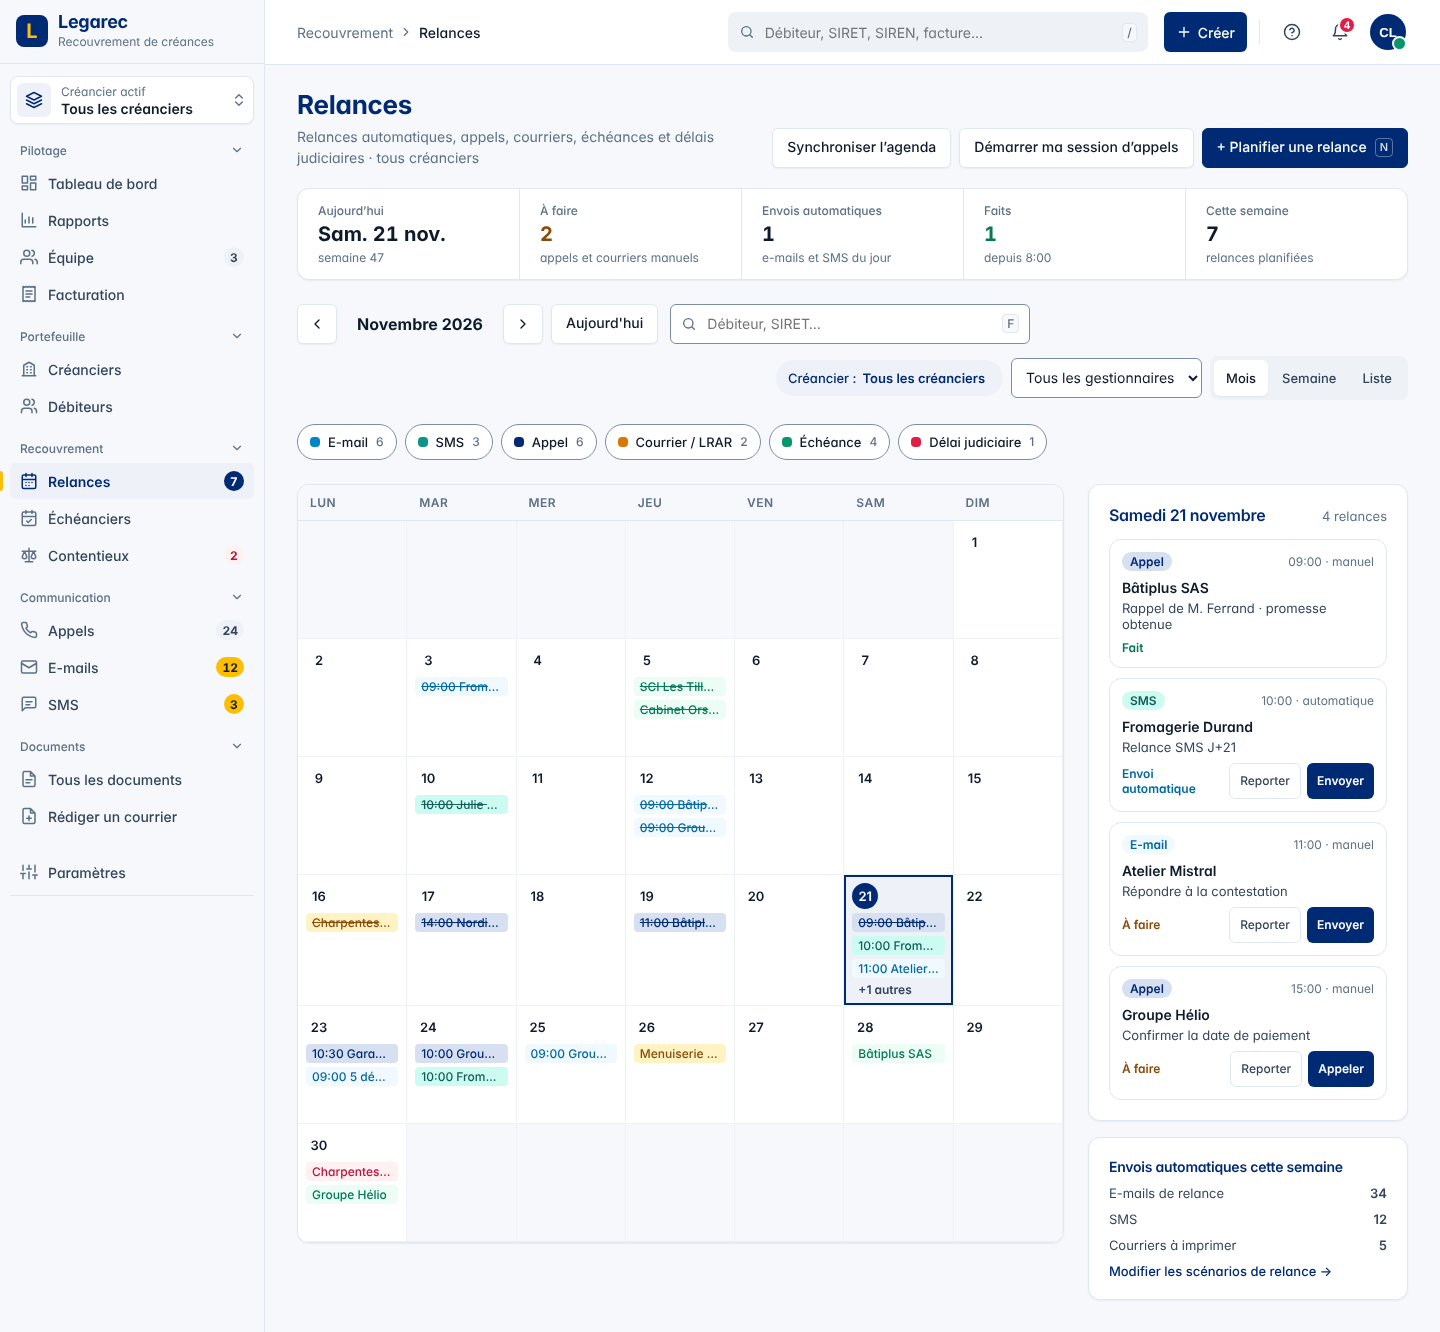 L
Legarec
Recouvrement de créances
Créancier actif
Tous les créanciers
Pilotage
Tableau de bord
Rapports
Équipe 3
Facturation
Portefeuille
Créanciers
Débiteurs
Recouvrement
Relances 7
Échéanciers
Contentieux 2
Communication
Appels 24
E-mails 12
SMS 3
Documents
Tous les documents
Rédiger un courrier
Paramètres
Recouvrement > Relances
Débiteur, SIRET, SIREN, facture... /
+ Créer
4
CL
Relances
Relances automatiques, appels, courriers, échéances et délais
judiciaires · tous créanciers
Synchroniser l'agenda
Démarrer ma session d'appels
+ Planifier une relance N
Aujourd'hui
Sam. 21 nov.
semaine 47
À faire
2
appels et courriers manuels
Envois automatiques
1
e-mails et SMS du jour
Faits
1
depuis 8:00
Cette semaine
7
relances planifiées
Novembre 2026
Aujourd'hui
Débiteur, SIRET... F
Créancier : Tous les créanciers
Tous les gestionnaires
Mois Semaine Liste
E-mail 6
SMS 3
Appel 6
Courrier / LRAR 2
Échéance 4
Délai judiciaire 1
LUN MAR MER JEU VEN SAM DIM
1
2 3 4 5 6 7 8
09:00 From...
SCI Les Till...
Cabinet Ors...
9 10 11 12 13 14 15
10:00 Julie ...
09:00 Bâtip...
09:00 Grou...
16 17 18 19 20 21 22
Charpentes...
14:00 Nordi...
11:00 Bâtipl...
09:00 Bâtip...
10:00 From...
11:00 Atelier...
+1 autres
23 24 25 26 27 28 29
10:30 Gara...
09:00 5 dé...
10:00 Grou...
10:00 From...
09:00 Grou...
Menuiserie ...
Bâtiplus SAS
30
Charpentes...
Groupe Hélio
Samedi 21 novembre 4 relances
Appel 09:00 · manuel
Bâtiplus SAS
Rappel de M. Ferrand · promesse
obtenue
Fait
SMS 10:00 · automatique
Fromagerie Durand
Relance SMS J+21
Envoi
automatique
Reporter Envoyer
E-mail 11:00 · manuel
Atelier Mistral
Répondre à la contestation
À faire Reporter Envoyer
Appel 15:00 · manuel
Groupe Hélio
Confirmer la date de paiement
À faire Reporter Appeler
Envois automatiques cette semaine
E-mails de relance 34
SMS 12
Courriers à imprimer 5
Modifier les scénarios de relance →